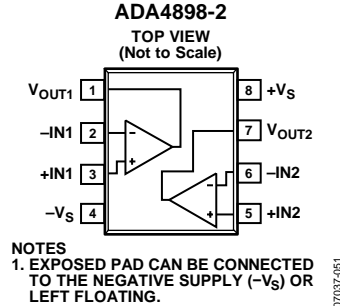 ADA4898-2
TOP VIEW
(Not to Scale)
VOUT1 1
8 +VS
–IN1 2
7 VOUT2
+IN1 3
6 –IN2
–VS 4
5 +IN2
NOTES
1. EXPOSED PAD CAN BE CONNECTED
TO THE NEGATIVE SUPPLY (–VS) OR
LEFT FLOATING.
07037-051